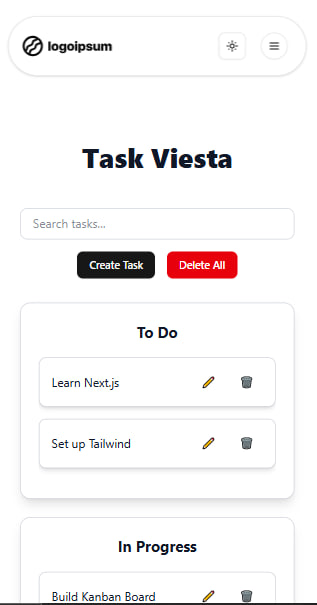 logoipsum
Task Viesta
Search tasks...
Create Task Delete All
To Do
Learn Next.js
Set up Tailwind
In Progress
Build Kanban Board